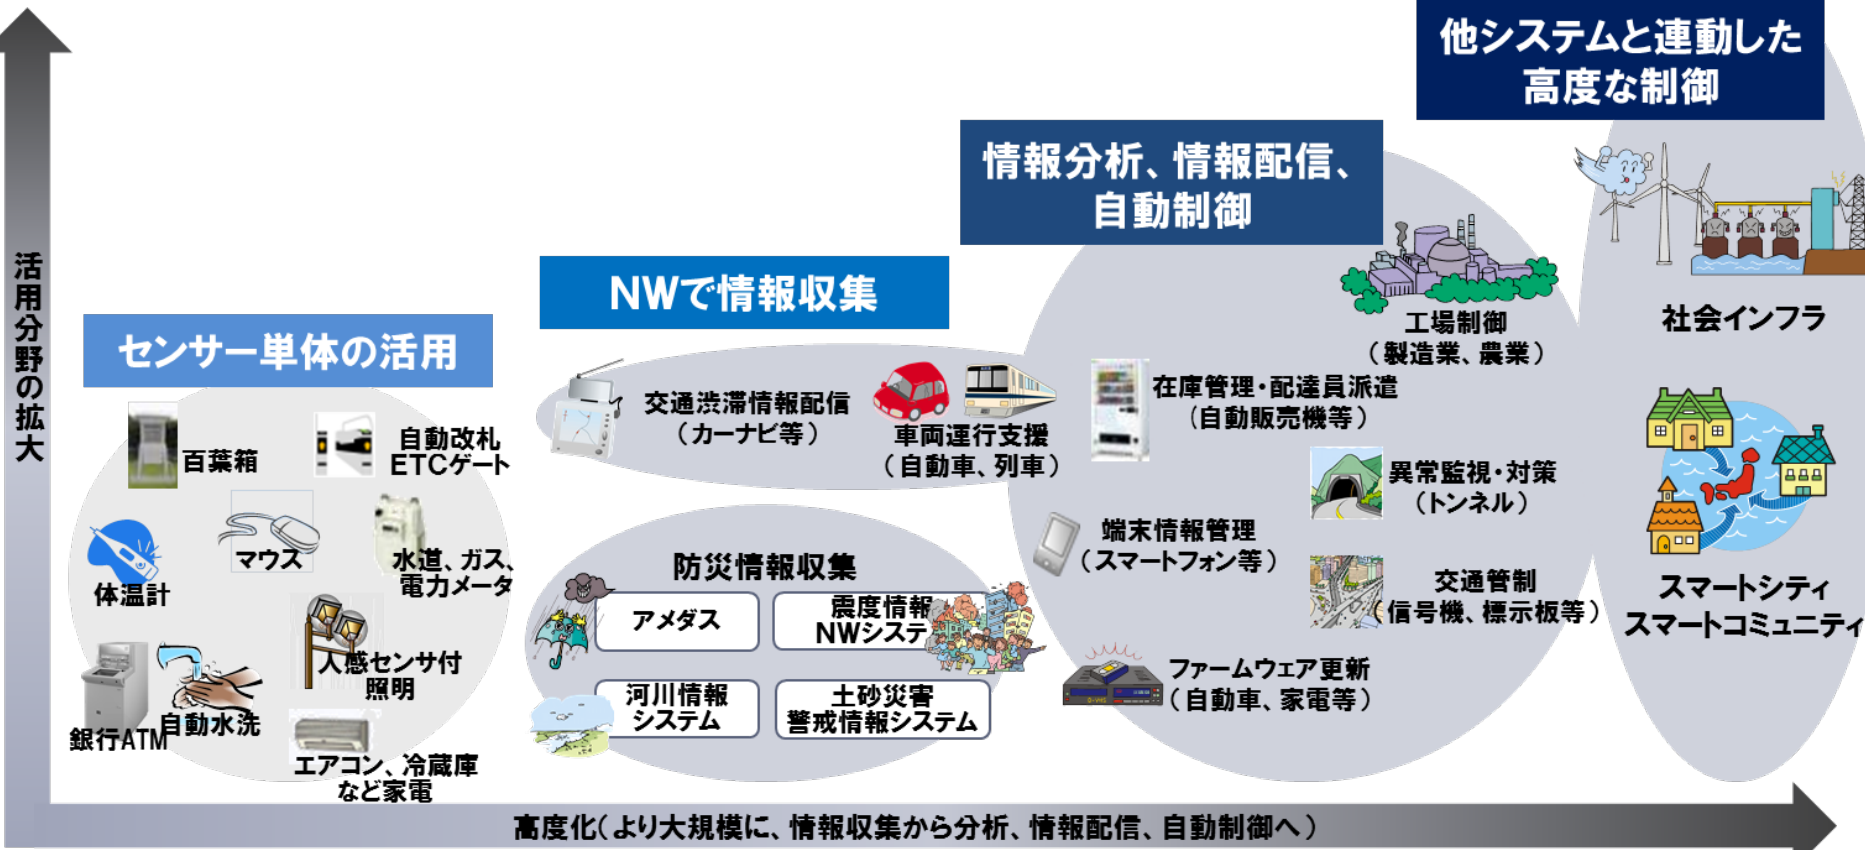 他システムと連動した
高度な制御
情報分析、情報配信、
自動制御
NWで情報収集
センサー単体の活用
活用分野の拡大
百葉箱
自動改札
ETCゲート
マウス
体温計
水道、ガス、
電力メータ
人感センサ付
照明
銀行ATM
自動水洗
エアコン、冷蔵庫
など家電
交通渋滞情報配信
（カーナビ等）
車両運行支援
（自動車、列車）
防災情報収集
アメダス
震度情報
NWシステ
河川情報
システム
土砂災害
警戒情報システム
工場制御
（製造業、農業）
在庫管理・配達員派遣
（自動販売機等）
異常監視・対策
（トンネル）
端末情報管理
（スマートフォン等）
交通管制
（信号機、標示板等）
ファームウェア更新
（自動車、家電等）
社会インフラ
スマートシティ
スマートコミュニティ
高度化（より大規模に、情報収集から分析、情報配信、自動制御へ）